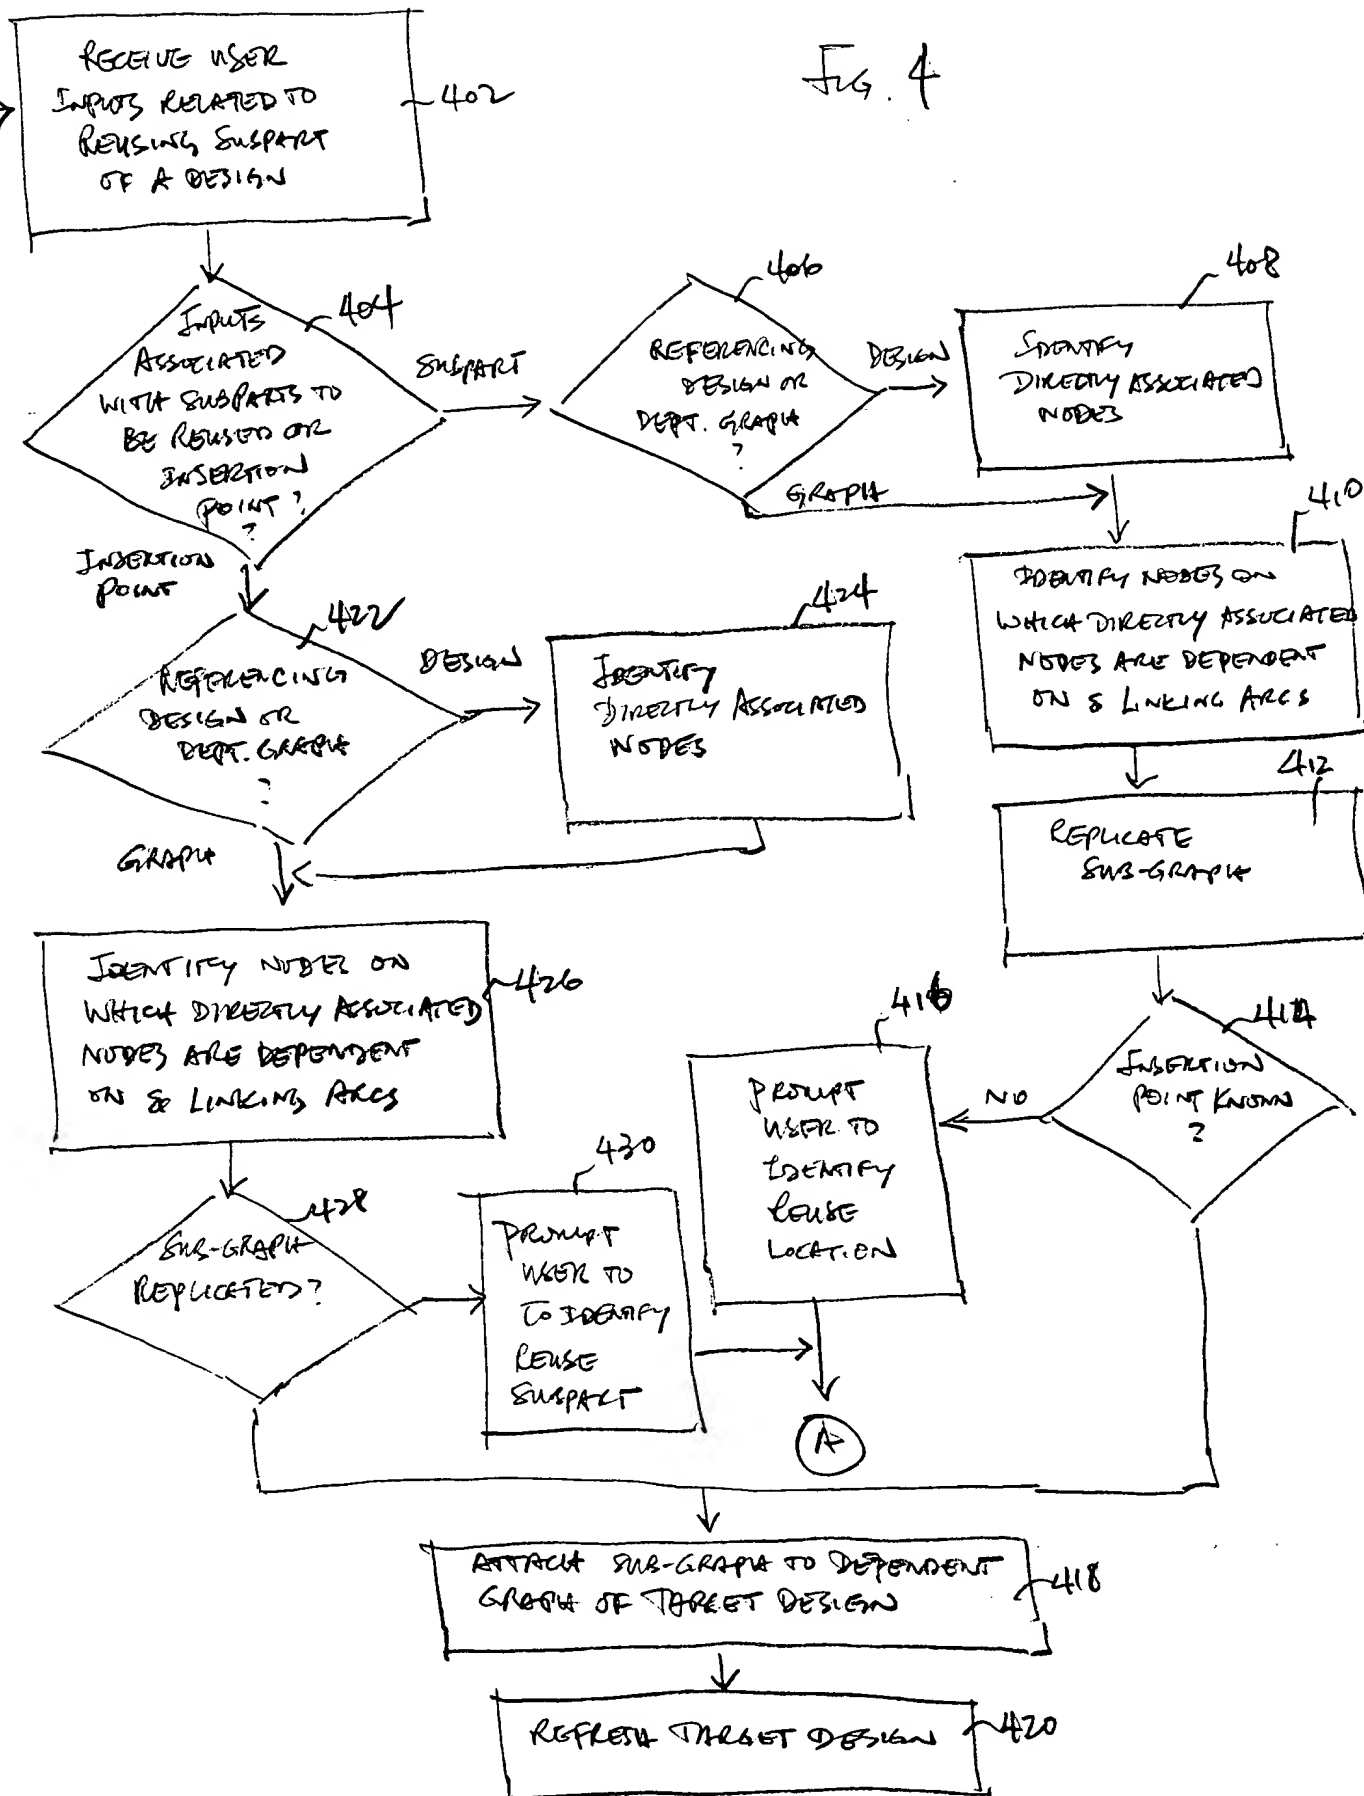 FIG. 4
RECEIVE USER
INPUTS RELATED TO
REUSING SUBPART
OF A DESIGN
402
INPUTS
ASSOCIATED
WITH SUBPARTS TO
BE REUSED OR
INSERTION
POINT?
?
404
SUBPART
INSERTION
POINT
REFERENCING
DESIGN OR
DEPT. GRAPH
?
406
DESIGN
GRAPH
IDENTIFY
DIRECTLY ASSOCIATED
NODES
408
IDENTIFY NODES ON
WHICH DIRECTLY ASSOCIATED
NODES ARE DEPENDENT
ON & LINKING ARCS
410
REPLICATE
SUB-GRAPH
412
INSERTION
POINT KNOWN
?
414
NO
PROMPT
USER TO
IDENTIFY
REUSE
LOCATION
416
REFERENCING
DESIGN OR
DEPT. GRAPH
?
422
DESIGN
GRAPH
IDENTIFY
DIRECTLY ASSOCIATED
NODES
424
IDENTIFY NODES ON
WHICH DIRECTLY ASSOCIATED
NODES ARE DEPENDENT
ON & LINKING ARCS
426
SUB-GRAPH
REPLICATED?
428
PROMPT
USER TO
TO IDENTIFY
REUSE
SUBPART
430
A
ATTACH SUB-GRAPH TO DEPENDENT
GRAPH OF TARGET DESIGN
418
REFRESH TARGET DESIGN
420